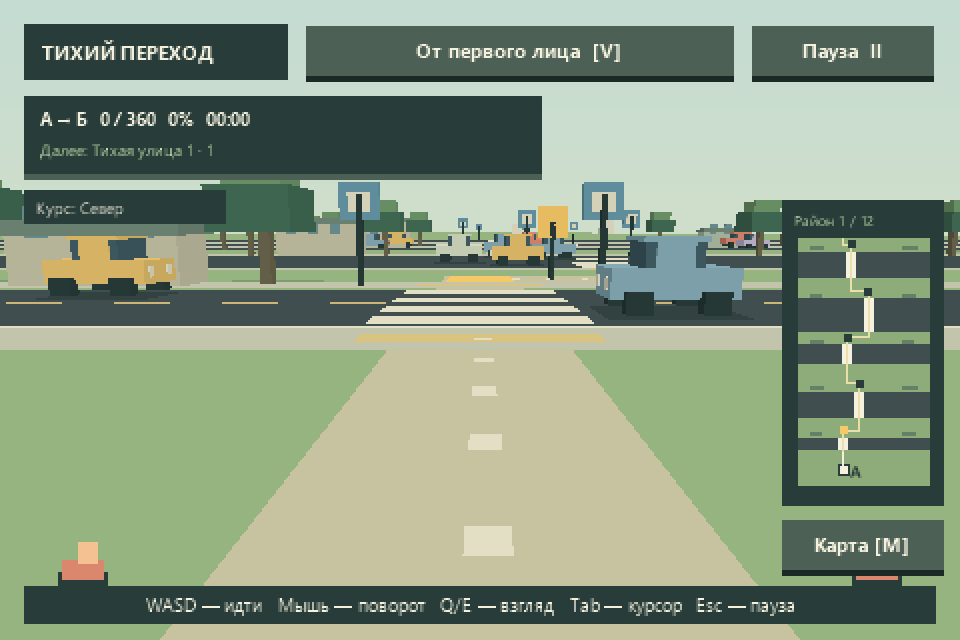 ТИХИЙ ПЕРЕХОД
От первого лица [V]
Пауза II
А — Б 0 / 360 0% 00:00
Далее: Тихая улица 1 · 1
Курс: Север
Район 1 / 12
А
Карта [M]
WASD — идти Мышь — поворот Q/E — взгляд Tab — курсор Esc — пауза